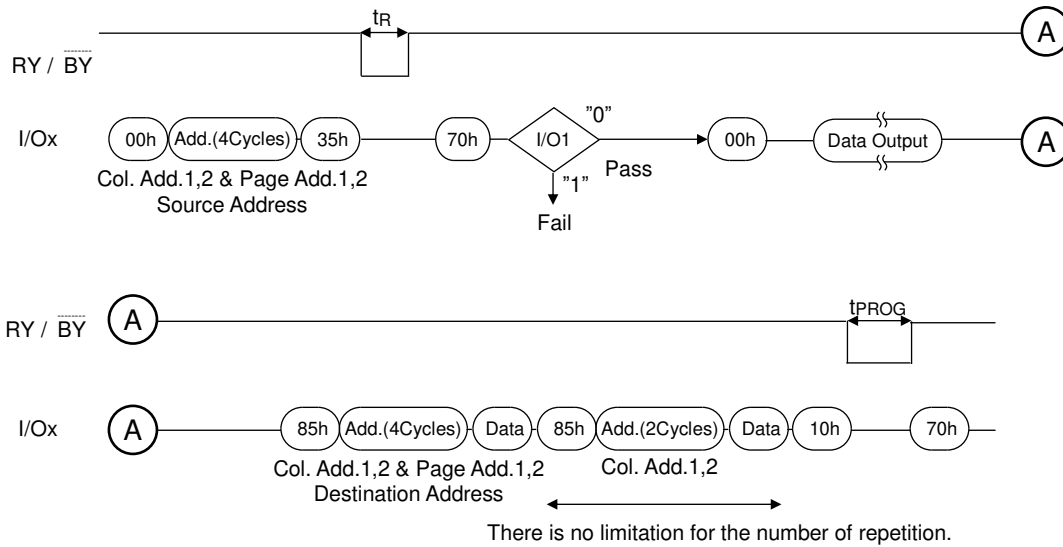 tR
A
RY / BY
I/Ox
00h Add.(4Cycles) 35h 70h I/O1 "0" 00h Data Output A
Pass
"1"
Col. Add.1,2 & Page Add.1,2
Source Address
Fail
A
tPROG
RY / BY
I/Ox
A 85h Add.(4Cycles) Data 85h Add.(2Cycles) Data 10h 70h
Col. Add.1,2 & Page Add.1,2 Col. Add.1,2
Destination Address
There is no limitation for the number of repetition.